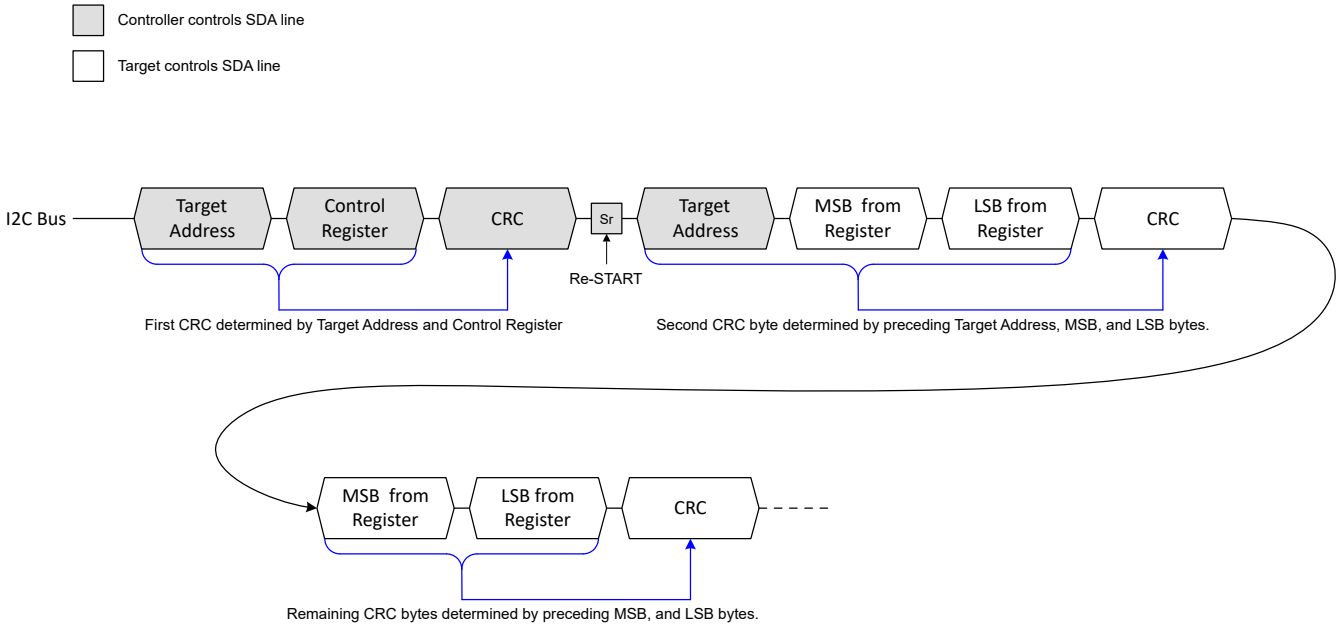 Controller controls SDA line
Target controls SDA line
I2C Bus
Target
Address
Control
Register
CRC
Sr
Re-START
Target
Address
MSB from
Register
LSB from
Register
CRC
First CRC determined by Target Address and Control Register
Second CRC byte determined by preceding Target Address, MSB, and LSB bytes.
MSB  from
Register
LSB from
Register
CRC
Remaining CRC bytes determined by preceding MSB, and LSB bytes.